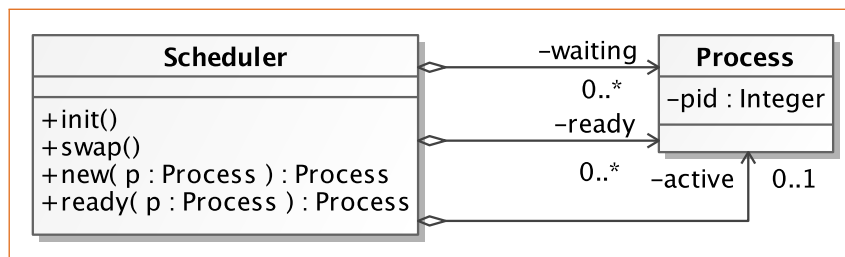 Scheduler
+init()
+swap()
+new( p : Process ) : Process
+ready( p : Process ) : Process
–waiting
0..*
–ready
0..*
–active
0..1
Process
–pid : Integer